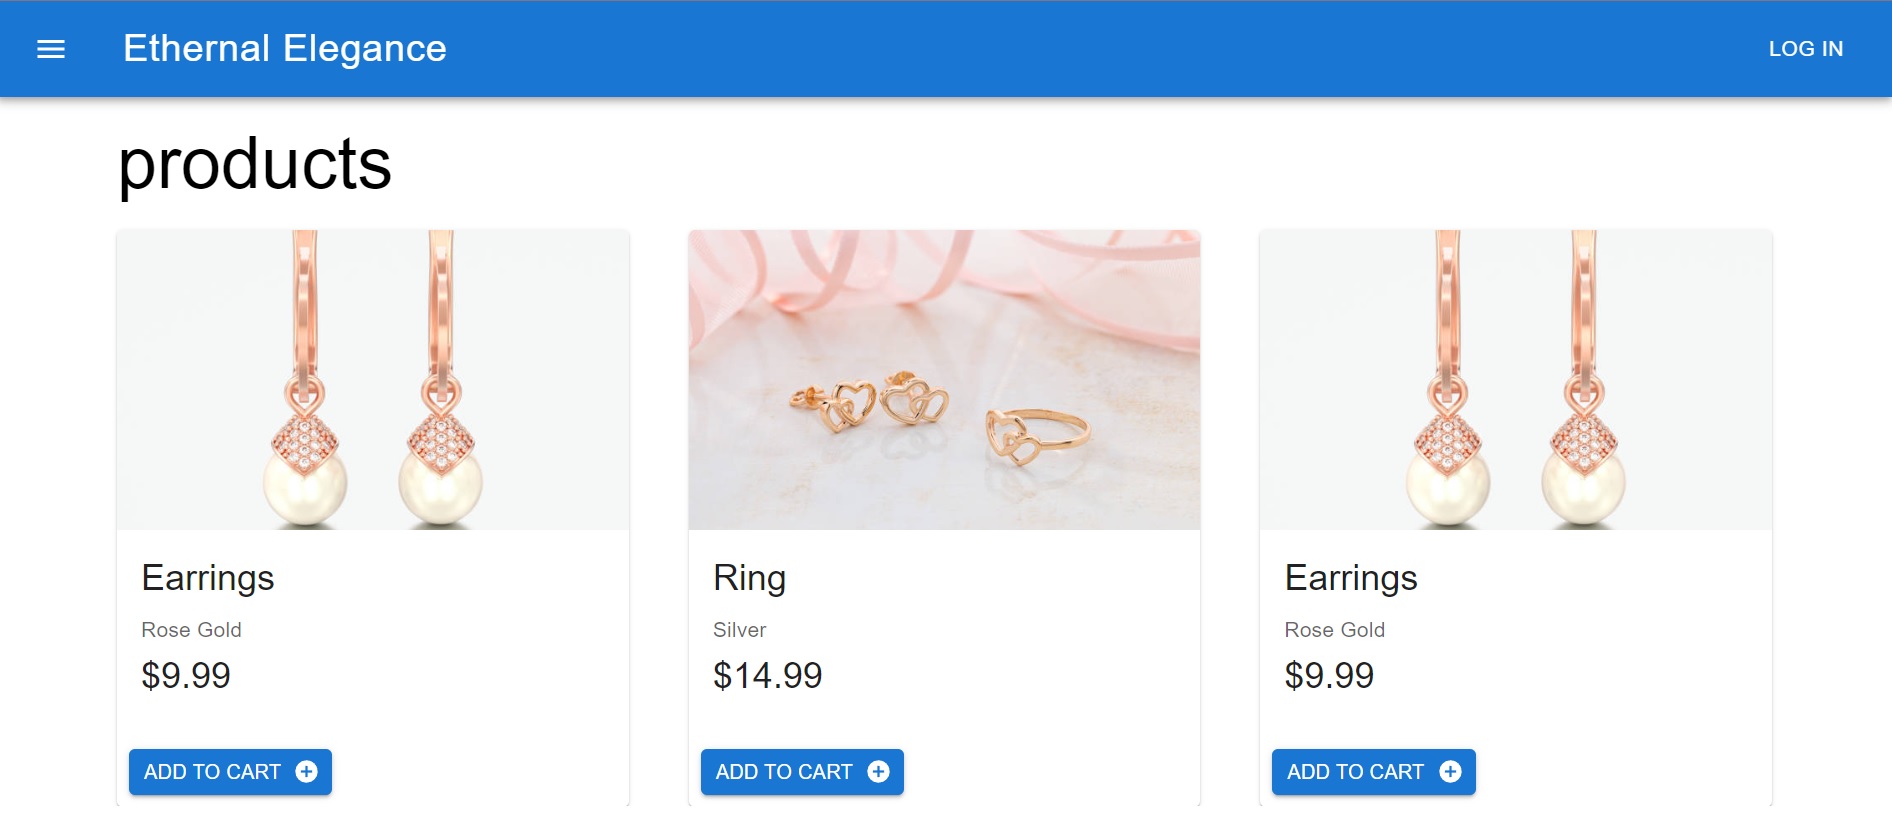 Ethernal Elegance
LOG IN
products
Earrings
Rose Gold
$9.99
ADD TO CART
Ring
Silver
$14.99
ADD TO CART
Earrings
Rose Gold
$9.99
ADD TO CART